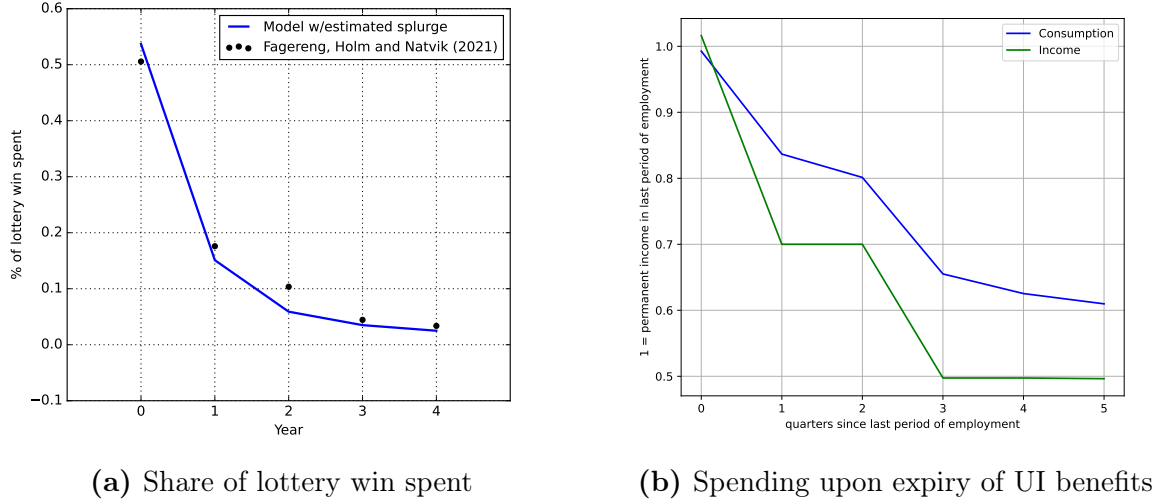 0.6
0.5
0.4
0.3
0.2
0.1
0.0
−0.1
% of lottery win spent
Model w/estimated splurge
Fagereng, Holm and Natvik (2021)
0 1 2 3 4
Year
(a) Share of lottery win spent
1.0
0.9
0.8
0.7
0.6
0.5
1 = permanent income in last period of employment
Consumption
Income
0 1 2 3 4 5
quarters since last period of employment
(b) Spending upon expiry of UI benefits